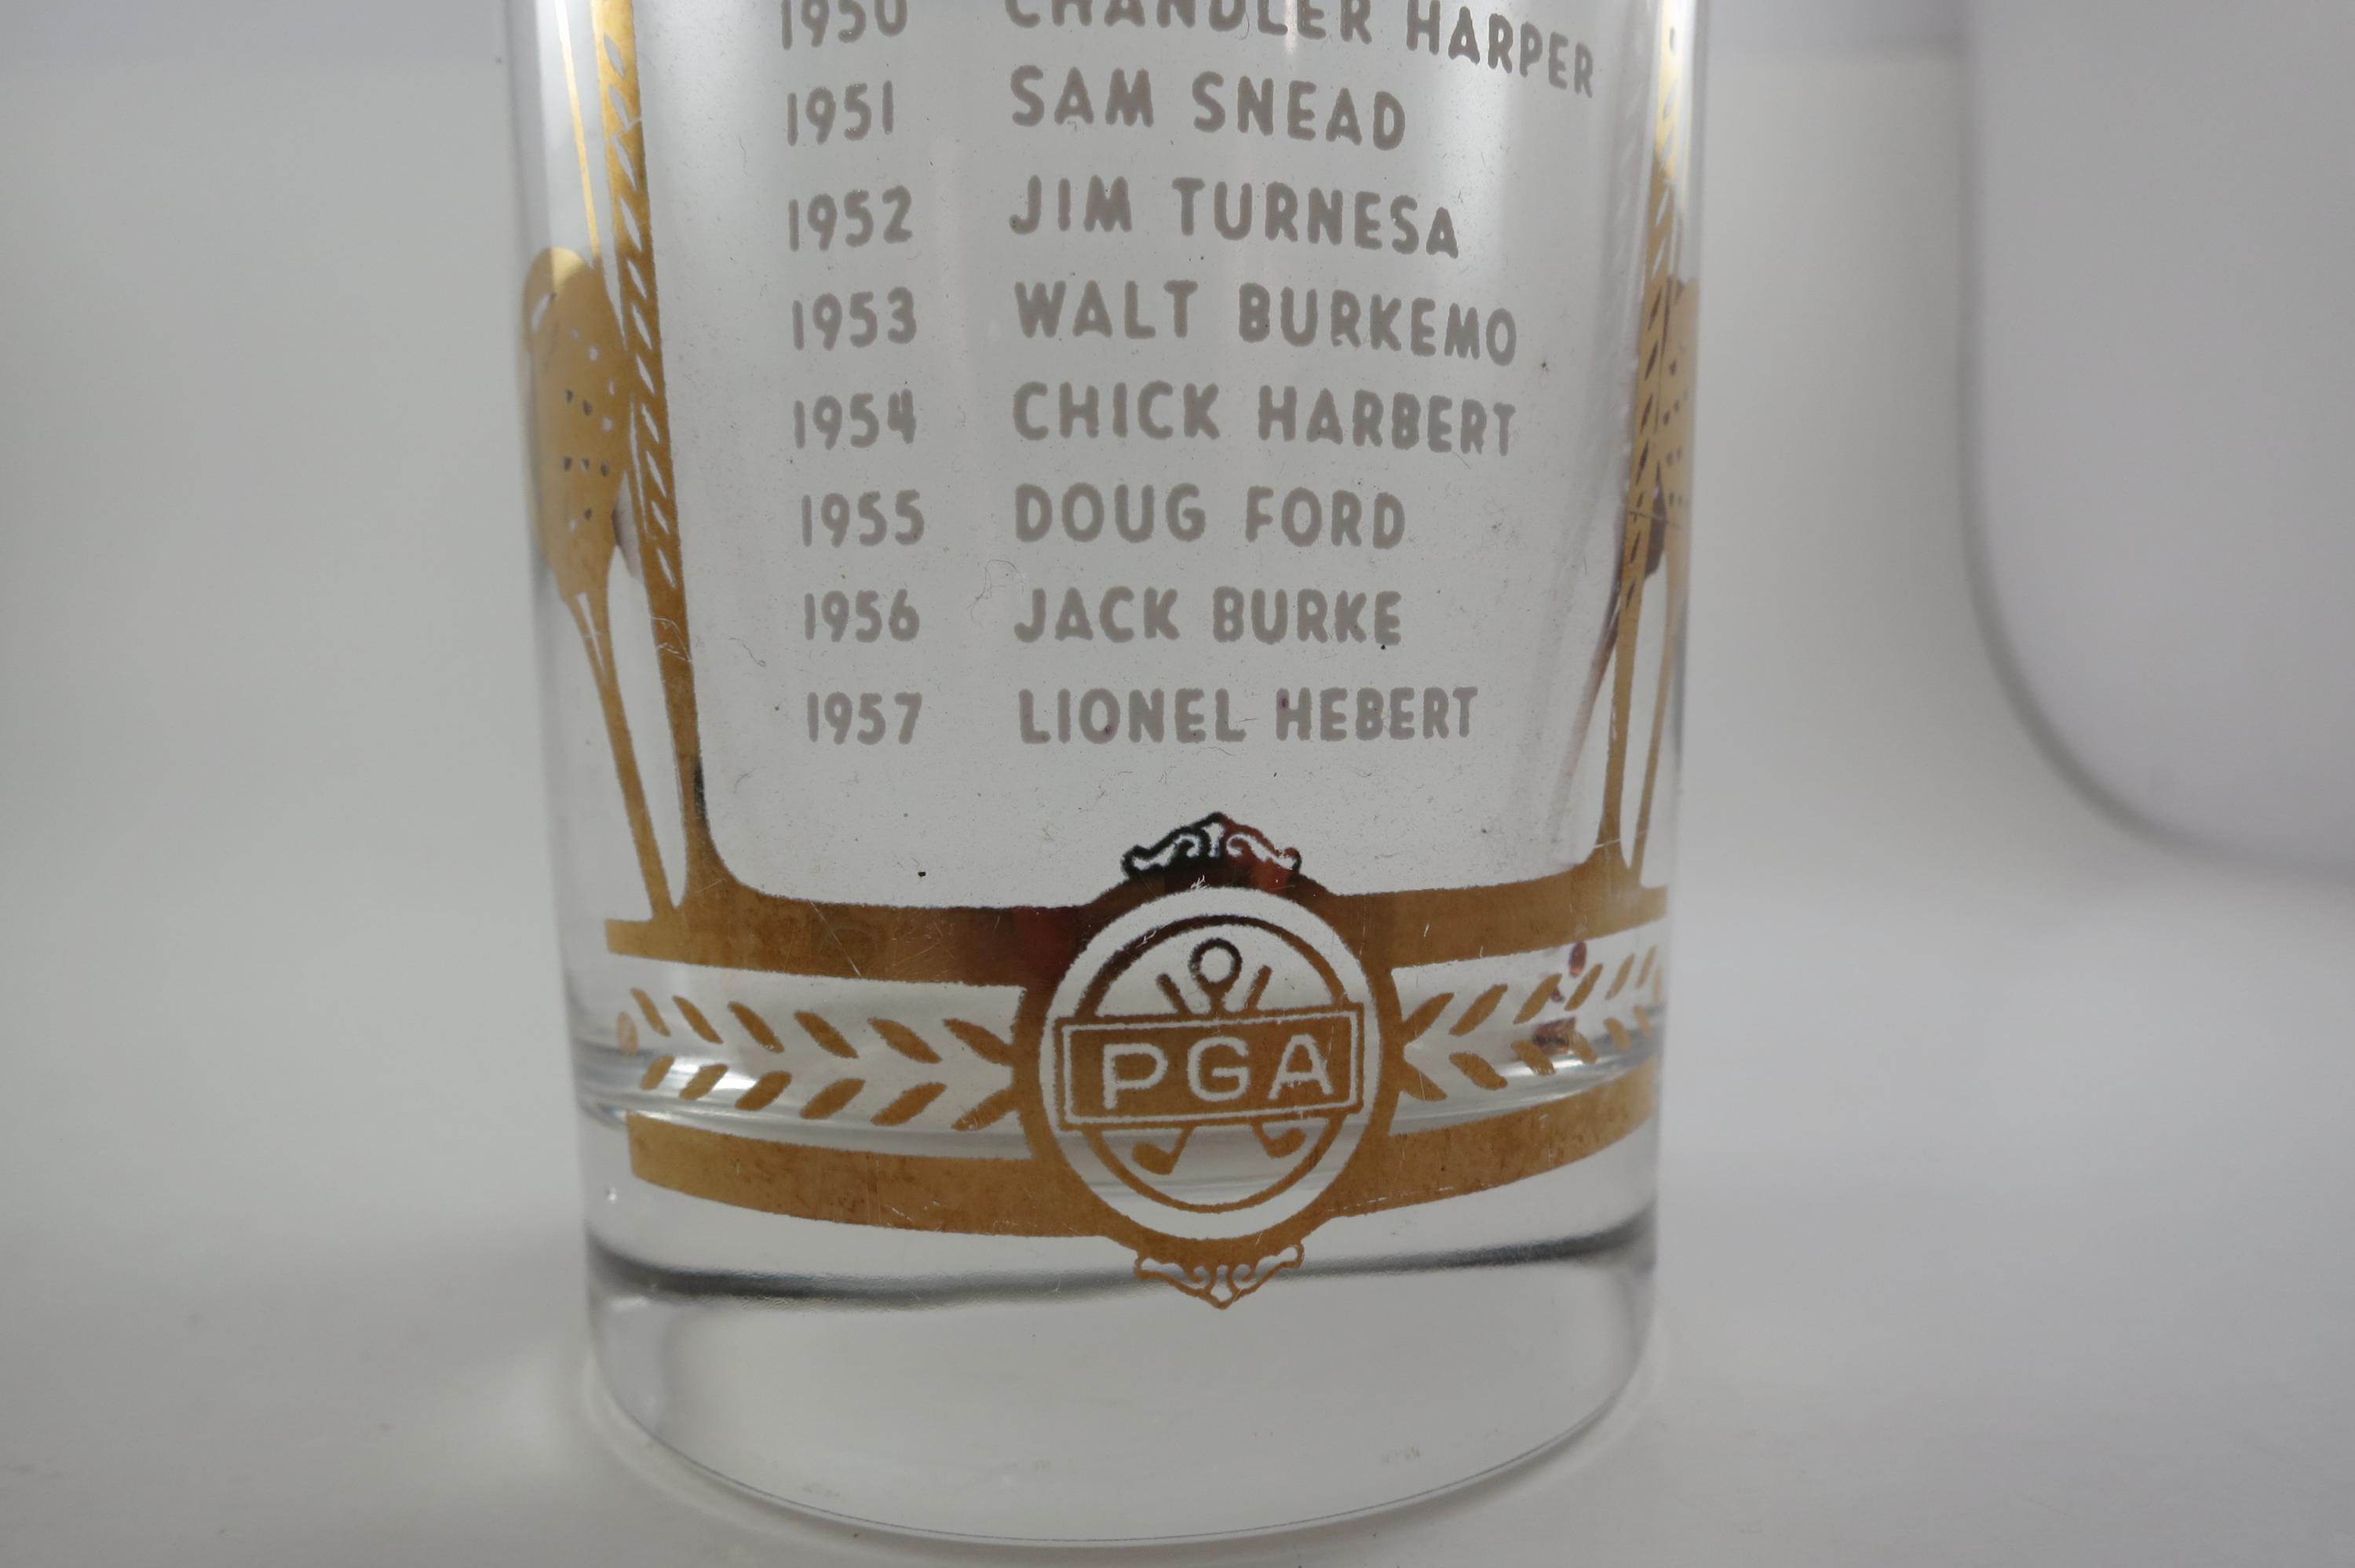 1950 CHANDLER HARPER
1951 SAM SNEAD
1952 JIM TURNESA
1953 WALT BURKEMO
1954 CHICK HARBERT
1955 DOUG FORD
1956 JACK BURKE
1957 LIONEL HEBERT
PGA